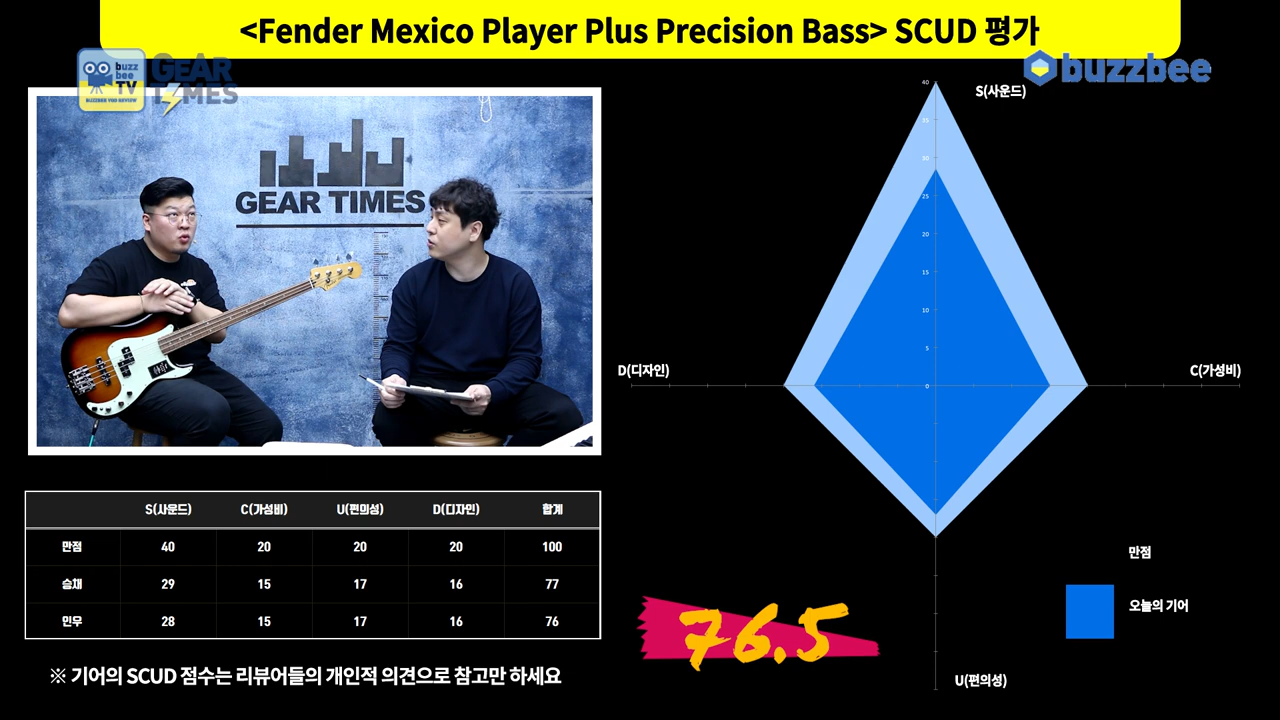 <Fender Mexico Player Plus Precision Bass> SCUD 평가
buzz
bee
TV
BUZZBEE YOU REVIEW
GEAR
TIMES
buzzbee
GEAR TIMES
S(사운드)
40
35
30
25
20
15
10
5
0
D(디자인)
C(가성비)
U(편의성)
만점
오늘의 기어
S(사운드) C(가성비) U(편의성) D(디자인) 합계
만점 40 20 20 20 100
승채 29 15 17 16 77
민우 28 15 17 16 76
76.5
※ 기어의 SCUD 점수는 리뷰어들의 개인적 의견으로 참고만 하세요